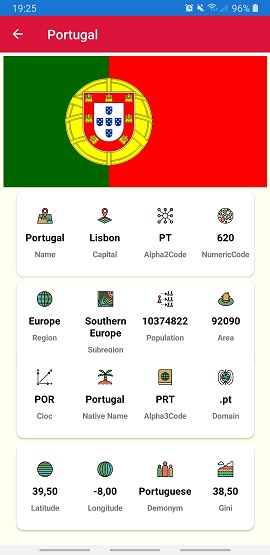 19:25 96%
Portugal
Portugal Lisbon PT 620
Name Capital Alpha2Code NumericCode
Europe Southern Europe 10374822 92090
Region Subregion Population Area
POR Portugal PRT .pt
Cioc Native Name Alpha3Code Domain
39,50 -8,00 Portuguese 38,50
Latitude Longitude Demonym Gini